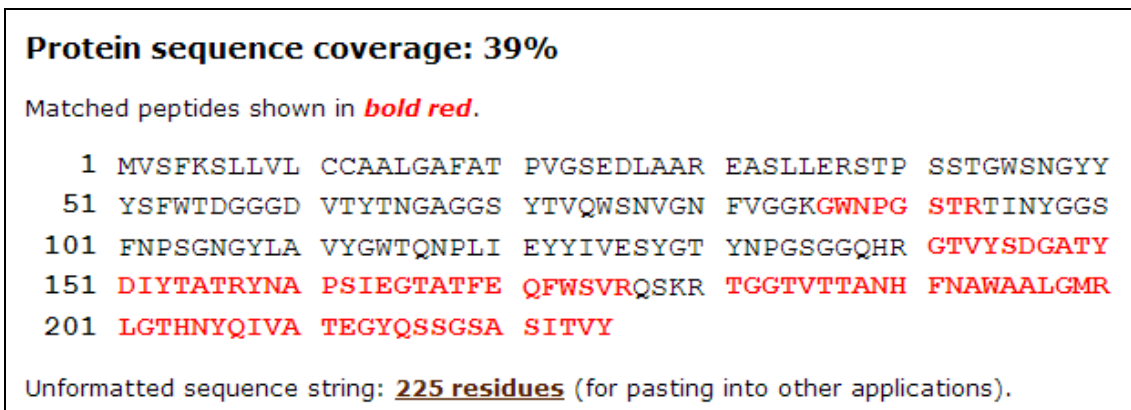 Protein sequence coverage: 39%
Matched peptides shown in bold red.
1 MVSFKSLLVL CCAALGAFAT PVGSEDLAAR EASLLERSTP SSTGWSNGYY
51 YSFWTDGGGD VTYTNGAGGS YTVQWSNVGN FVGGKGWNPG STRTINYGGS
101 FNPSGNGYLA VYGWTQNPLI EYYIVESYGT YNPGSGGQHR GTVYSDGATY
151 DIYTATRYNA PSIEGTATFE QFWSVRQSKR TGGTVTTANH FNAWAALGMR
201 LGTHNYQIVA TEGYQSSGSA SITVY
Unformatted sequence string: 225 residues (for pasting into other applications).